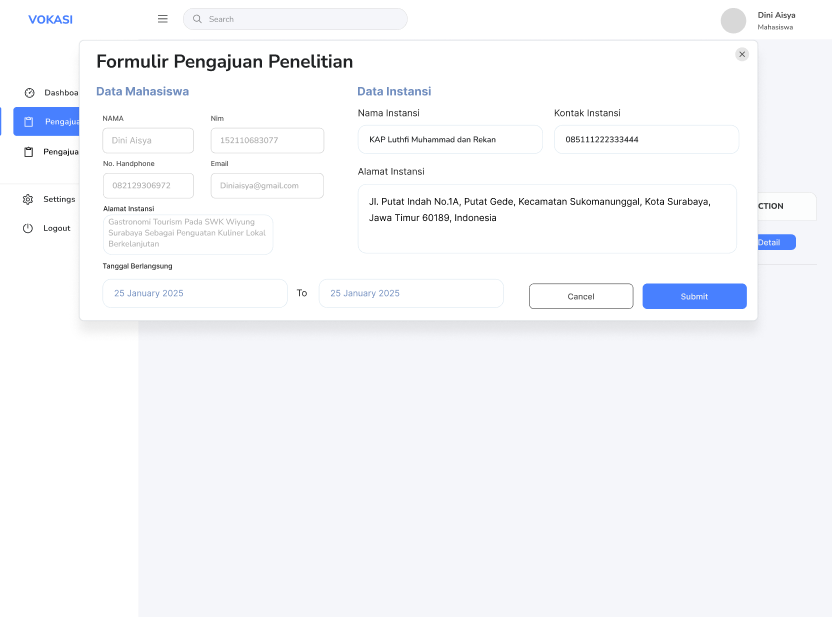 VOKASI
Search
Dini Aisya
Mahasiswa
Formulir Pengajuan Penelitian
Data Mahasiswa
Data Instansi
NAMA
Nim
Nama Instansi
Kontak Instansi
Dini Aisya
152110683077
KAP Luthfi Muhammad dan Rekan
085111222333444
No. Handphone
Email
Alamat Instansi
082129306972
Diniaisya@gmail.com
Jl. Putat Indah No.1A, Putat Gede, Kecamatan Sukomanunggal, Kota Surabaya,
Jawa Timur 60189, Indonesia
Alamat Instansi
Gastronomi Tourism Pada SWK Wiyung
Surabaya Sebagai Penguatan Kuliner Lokal
Berkelanjutan
Tanggal Berlangsung
25 January 2025
To
25 January 2025
Cancel
Submit
Dashboa
Pengajua
Pengajua
Settings
Logout
CTION
Detail